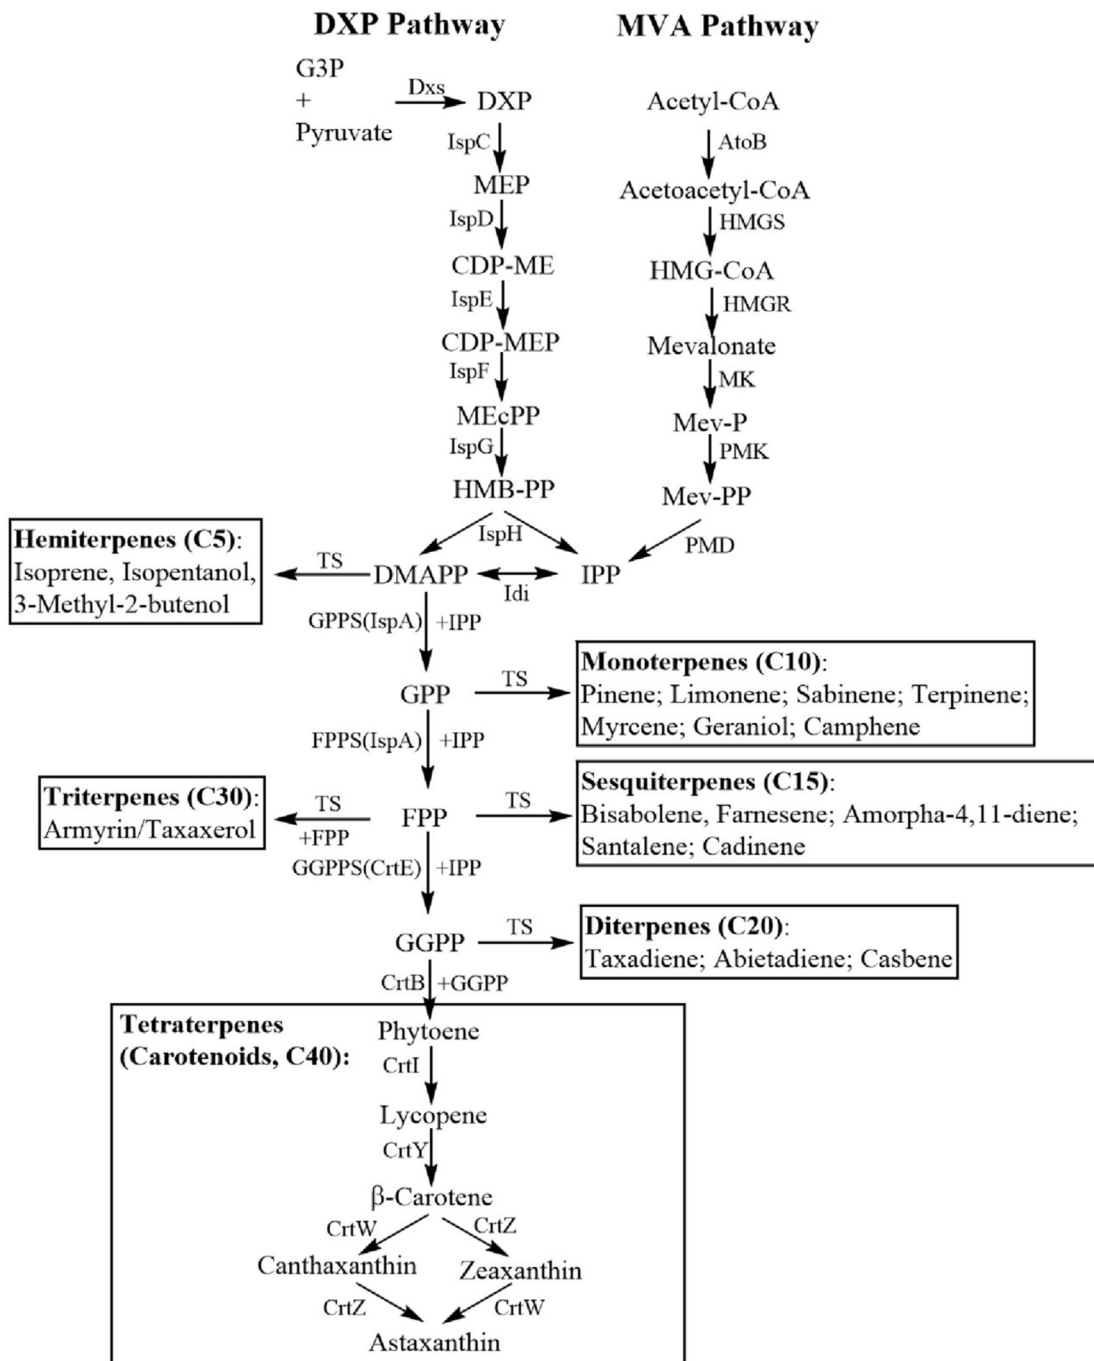 DXP Pathway
MVA Pathway
G3P
+
Pyruvate
Dxs
DXP
Acetyl-CoA
IspC
AtoB
MEP
Acetoacetyl-CoA
IspD
HMGS
CDP-ME
HMG-CoA
IspE
HMGR
CDP-MEP
Mevalonate
IspF
MK
MEcPP
Mev-P
IspG
PMK
HMB-PP
Mev-PP
IspH
PMD
Hemiterpenes (C5):
Isoprene, Isopentanol,
3-Methyl-2-butenol
TS
DMAPP
Idi
IPP
GPPS(IspA)
+IPP
GPP
TS
Monoterpenes (C10):
Pinene; Limonene; Sabinene; Terpinene;
Myrcene; Geraniol; Camphene
FPPS(IspA)
+IPP
Triterpenes (C30):
Armyrin/Taxaxerol
TS
+FPP
FPP
TS
Sesquiterpenes (C15):
Bisabolene, Farnesene; Amorpha-4,11-diene;
Santalene; Cadinene
GGPPS(CrtE)
+IPP
GGPP
TS
Diterpenes (C20):
Taxadiene; Abietadiene; Casbene
CrtB
+GGPP
Tetraterpenes
(Carotenoids, C40):
Phytoene
CrtI
Lycopene
CrtY
β-Carotene
CrtW
CrtZ
Canthaxanthin
Zeaxanthin
CrtZ
CrtW
Astaxanthin